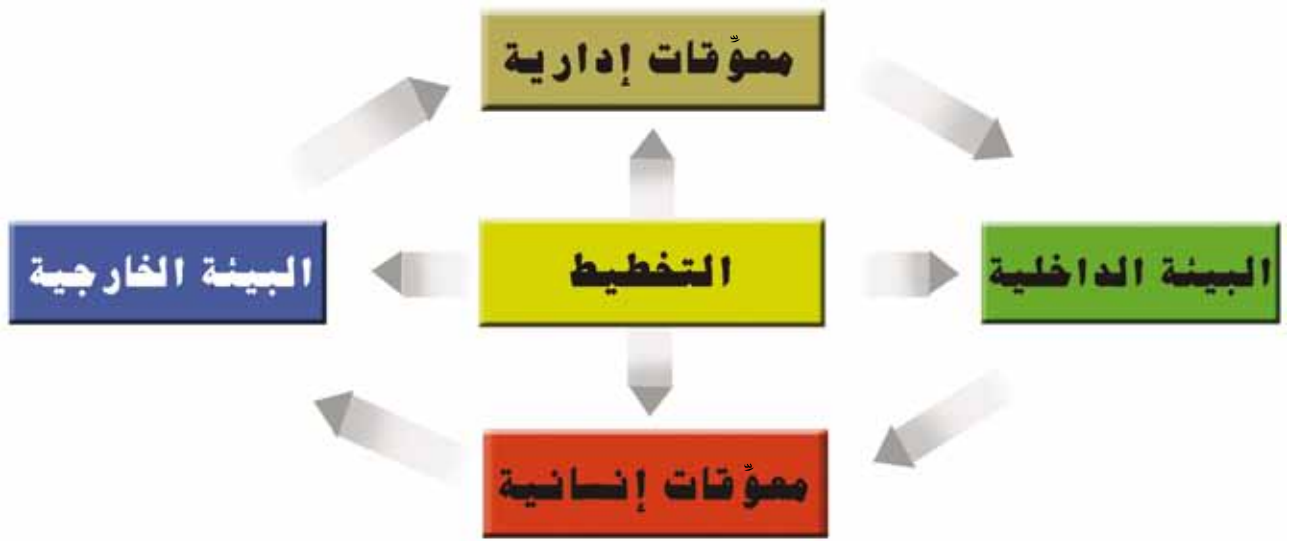 معوّقات إدارية
البيئة الداخلية
التخطيط
البيئة الخارجية
معوّقات إنسانية